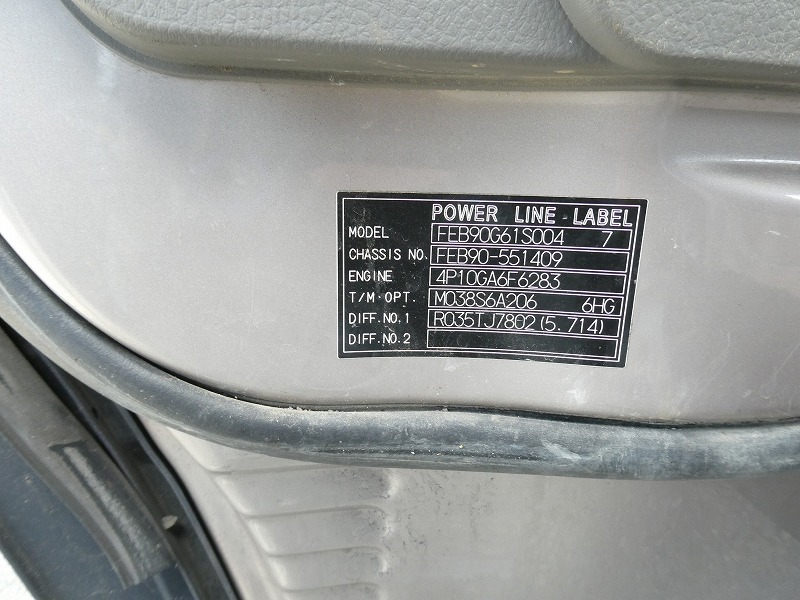 POWER LINE LABEL
MODEL FEB90G61S004 7
CHASSIS NO. FEB90-551409
ENGINE 4P10GA6F6283
T/M·OPT. M038S6A206 6HG
DIFF.NO.1 R035TJ7802(5.714)
DIFF.NO.2